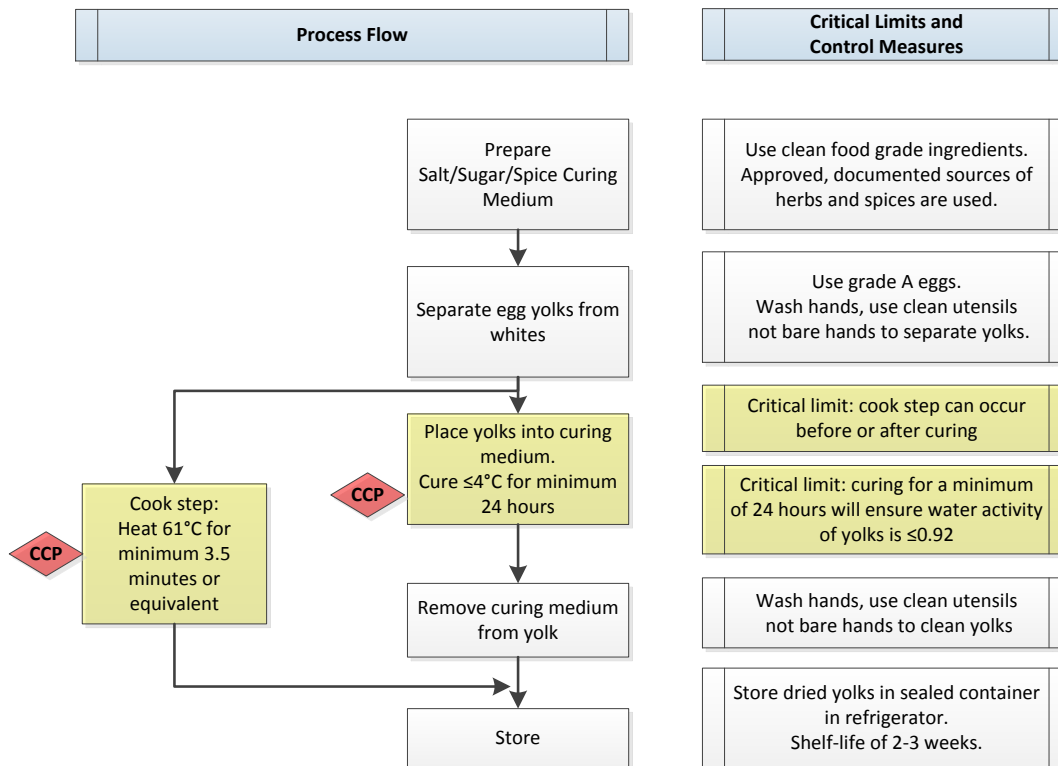 Process Flow
Critical Limits and
Control Measures
Prepare
Salt/Sugar/Spice Curing
Medium
Use clean food grade ingredients.
Approved, documented sources of
herbs and spices are used.
Separate egg yolks from
whites
Use grade A eggs.
Wash hands, use clean utensils
not bare hands to separate yolks.
Place yolks into curing
medium.
Cure ≤4°C for minimum
24 hours
CCP
Critical limit: cook step can occur
before or after curing
Cook step:
Heat 61°C for
minimum 3.5
minutes or
equivalent
CCP
Critical limit: curing for a minimum
of 24 hours will ensure water activity
of yolks is ≤0.92
Remove curing medium
from yolk
Wash hands, use clean utensils
not bare hands to clean yolks
Store
Store dried yolks in sealed container
in refrigerator.
Shelf-life of 2-3 weeks.